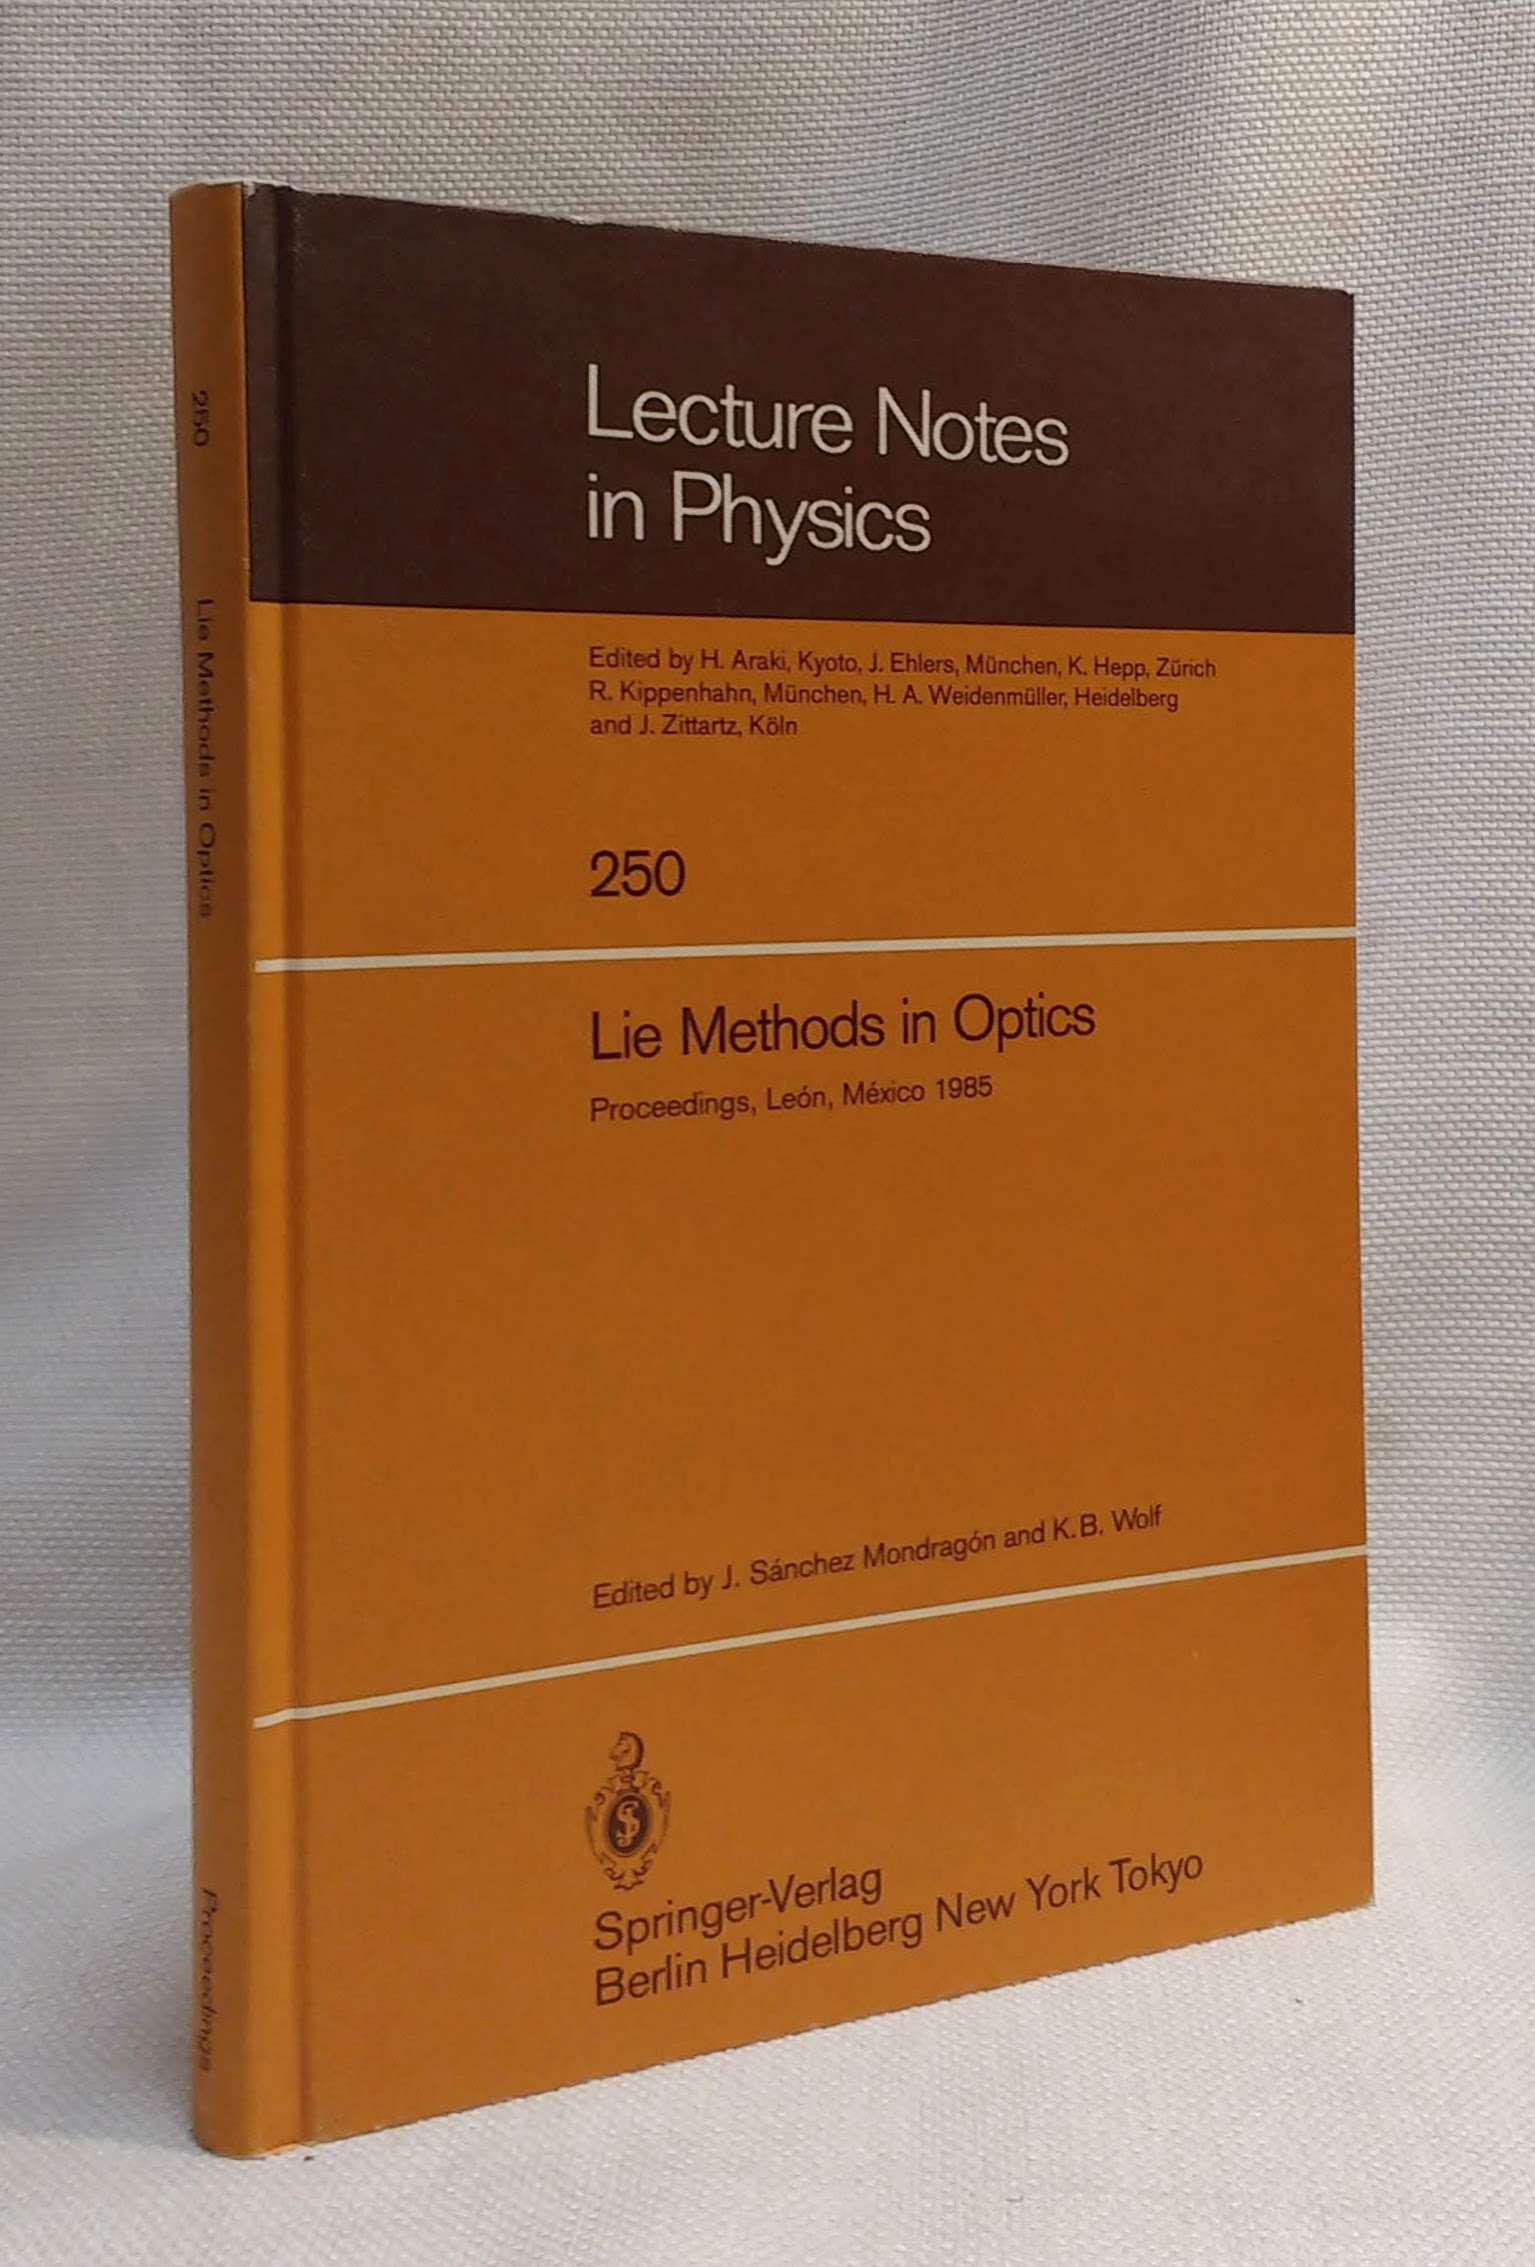 250
Lie Methods in Optics
Proceedings
Lecture Notes
in Physics
Edited by H. Araki, Kyoto, J. Ehlers, München, K. Hepp, Zürich
R. Kippenhahn, München, H. A. Weidenmüller, Heidelberg
and J. Zittartz, Köln
250
Lie Methods in Optics
Proceedings, León, México 1985
Edited by J. Sánchez Mondragón and K. B. Wolf
Springer-Verlag
Berlin Heidelberg New York Tokyo